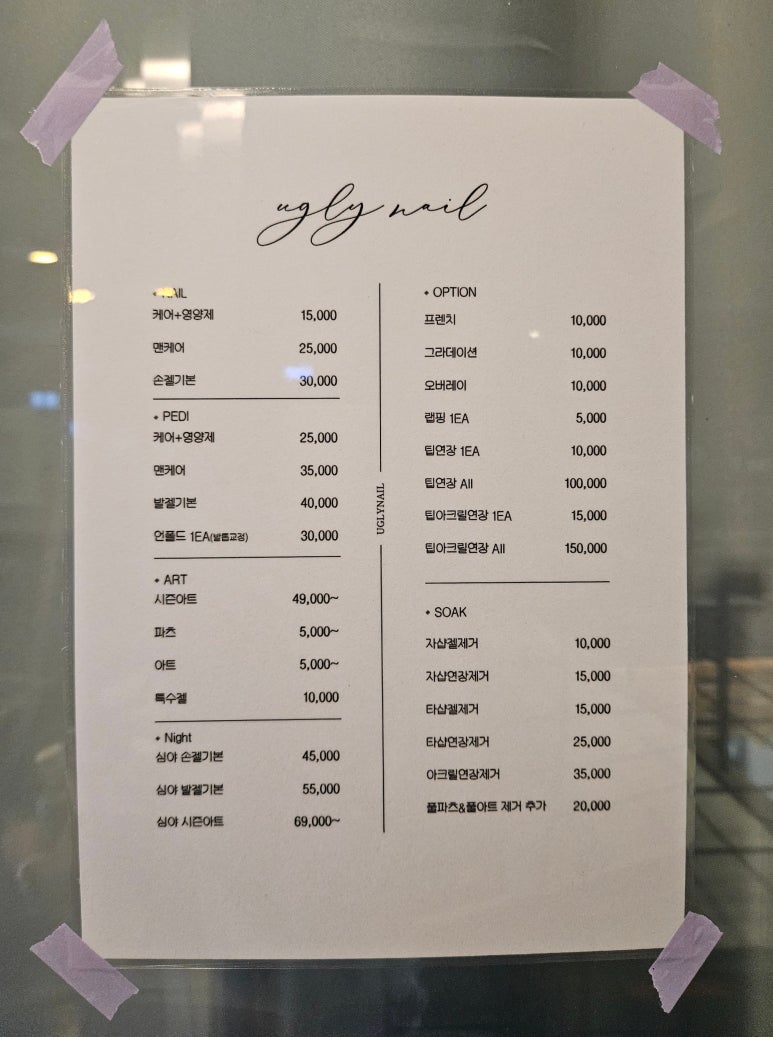 ugly nail
• NAIL
케어+영양제 15,000
맨케어 25,000
손젤기본 30,000
• PEDI
케어+영양제 25,000
맨케어 35,000
발젤기본 40,000
언폴드 1EA(발톱교정) 30,000
• ART
시즌아트 49,000~
파츠 5,000~
아트 5,000~
특수젤 10,000
• Night
심야 손젤기본 45,000
심야 발젤기본 55,000
심야 시즌아트 69,000~
UGLYNAIL
• OPTION
프렌치 10,000
그라데이션 10,000
오버레이 10,000
랩핑 1EA 5,000
팁연장 1EA 10,000
팁연장 All 100,000
팁아크릴연장 1EA 15,000
팁아크릴연장 All 150,000
• SOAK
자샵젤제거 10,000
자샵연장제거 15,000
타샵젤제거 15,000
타샵연장제거 25,000
아크릴연장제거 35,000
풀파츠&풀아트 제거 추가 20,000